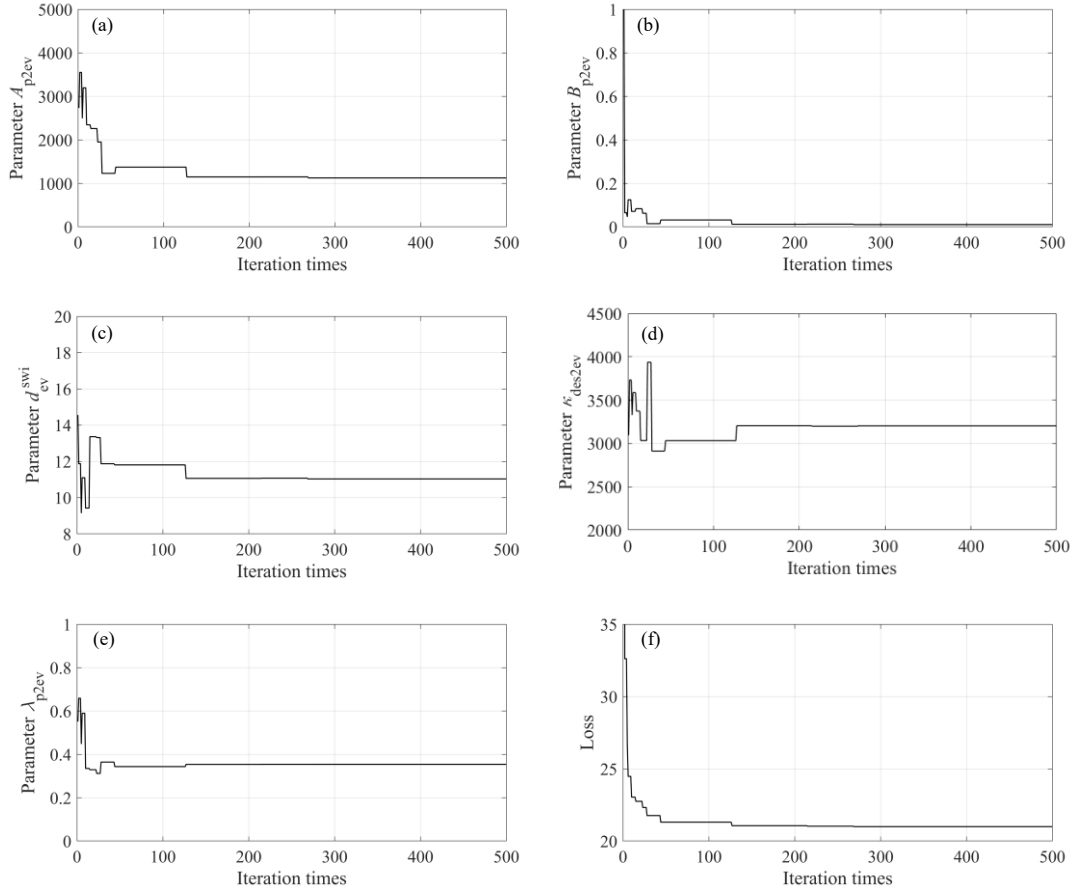 (a)
Parameter A_p2ev
5000
4000
3000
2000
1000
0
0 100 200 300 400 500
Iteration times
(b)
Parameter B_p2ev
1
0.8
0.6
0.4
0.2
0
0 100 200 300 400 500
Iteration times
(c)
Parameter d_ev^swi
20
18
16
14
12
10
8
0 100 200 300 400 500
Iteration times
(d)
Parameter κ_des2ev
4500
4000
3500
3000
2500
2000
0 100 200 300 400 500
Iteration times
(e)
Parameter λ_p2ev
1
0.8
0.6
0.4
0.2
0
0 100 200 300 400 500
Iteration times
(f)
Loss
35
30
25
20
0 100 200 300 400 500
Iteration times